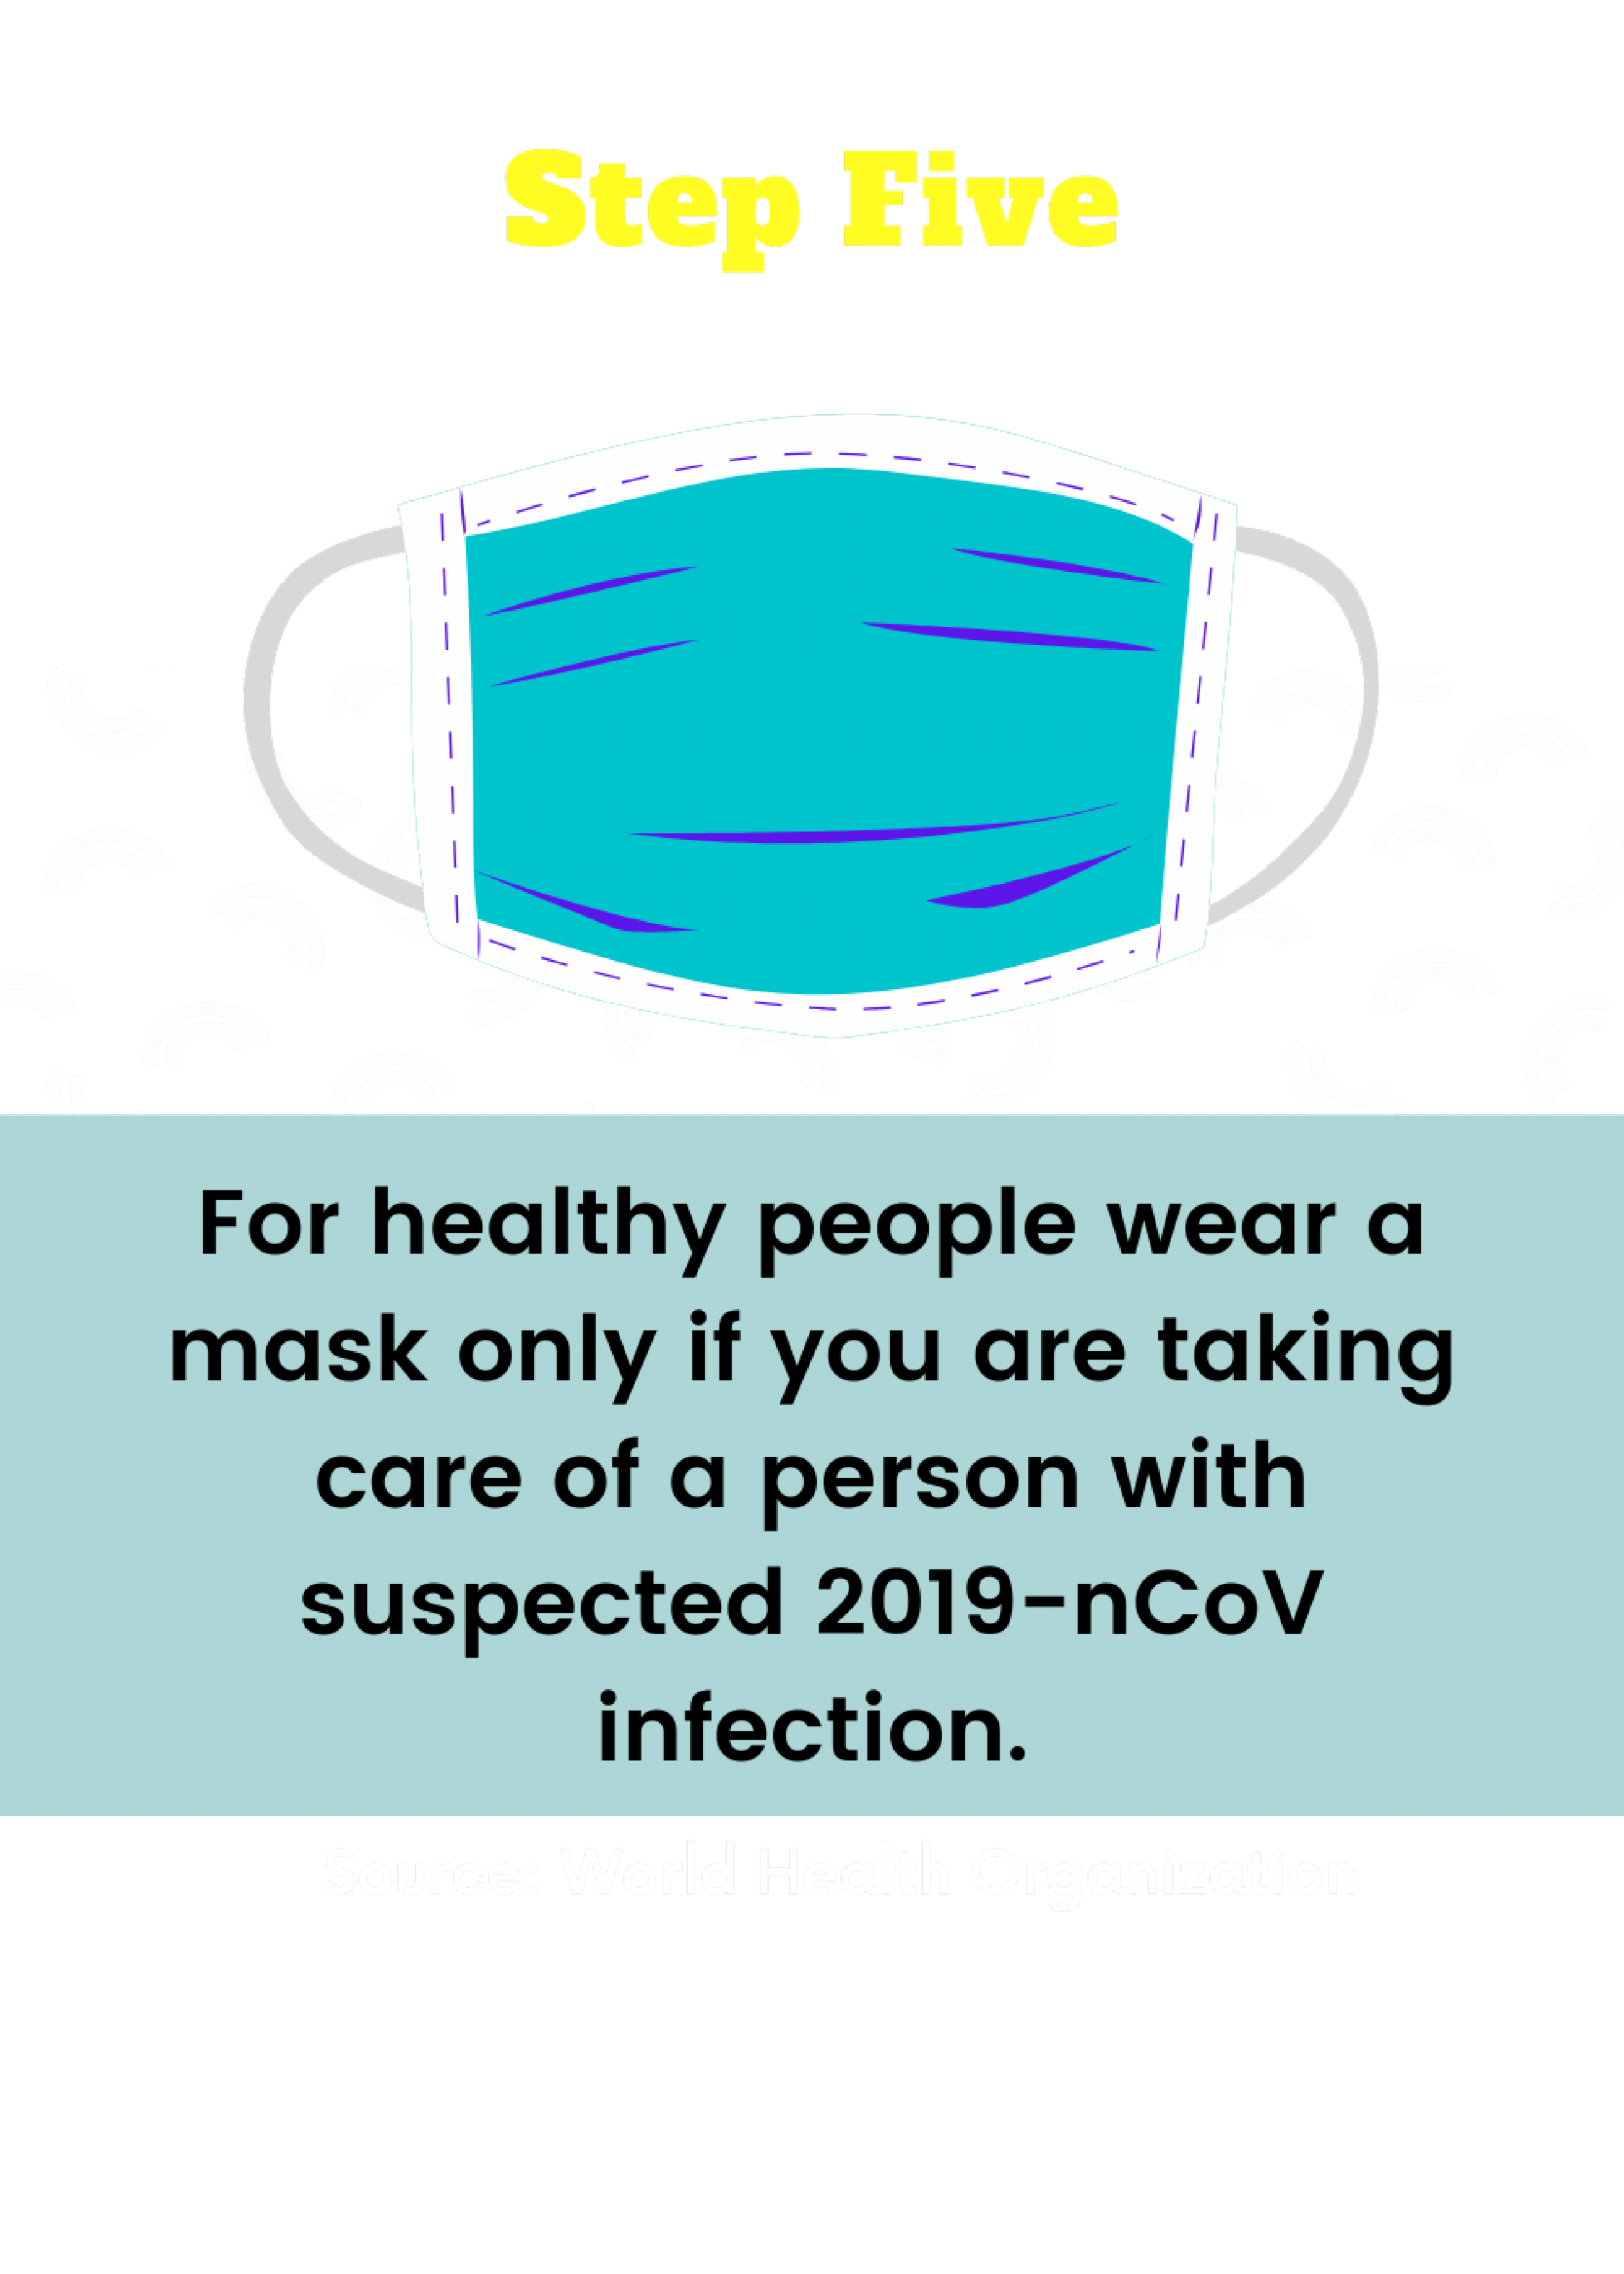 Step Five
For healthy people wear a
mask only if you are taking
care of a person with
suspected 2019-nCoV
infection.
Source: World Health Organization